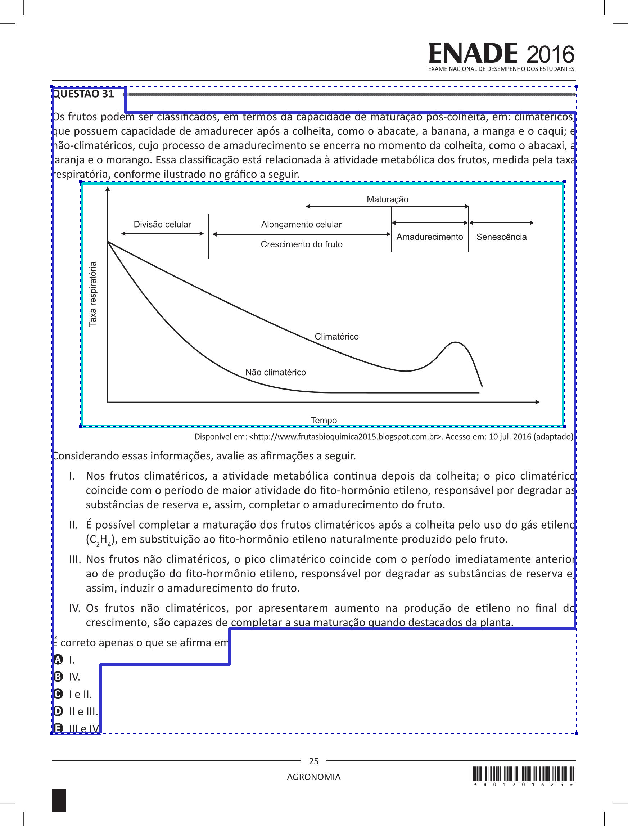 ENADE 2016
EXAME NACIONAL DE DESEMPENHO DOS ESTUDANTES
QUESTÃO 31
Os frutos podem ser classificados, em termos da capacidade de maturação pós-colheita, em: climatéricos,
que possuem capacidade de amadurecer após a colheita, como o abacate, a banana, a manga e o caqui; e
não-climatéricos, cujo processo de amadurecimento se encerra no momento da colheita, como o abacaxi, a
laranja e o morango. Essa classificação está relacionada à atividade metabólica dos frutos, medida pela taxa
respiratória, conforme ilustrado no gráfico a seguir.
Maturação
Divisão celular
Alongamento celular
Crescimento do fruto
Amadurecimento
Senescência
Taxa respiratória
Climatérico
Não climatérico
Tempo
Disponível em: <http://www.frutasbioquimica2015.blogspot.com.br>. Acesso em: 10 jul. 2016 (adaptado).
Considerando essas informações, avalie as afirmações a seguir.
I. Nos frutos climatéricos, a atividade metabólica continua depois da colheita; o pico climatérico
coincide com o período de maior atividade do fito-hormônio etileno, responsável por degradar as
substâncias de reserva e, assim, completar o amadurecimento do fruto.
II. É possível completar a maturação dos frutos climatéricos após a colheita pelo uso do gás etileno
(C2H4), em substituição ao fito-hormônio etileno naturalmente produzido pelo fruto.
III. Nos frutos não climatéricos, o pico climatérico coincide com o período imediatamente anterior
ao de produção do fito-hormônio etileno, responsável por degradar as substâncias de reserva e,
assim, induzir o amadurecimento do fruto.
IV. Os frutos não climatéricos, por apresentarem aumento na produção de etileno no final do
crescimento, são capazes de completar a sua maturação quando destacados da planta.
É correto apenas o que se afirma em
A I.
B IV.
C I e II.
D II e III.
E III e IV.
25
AGRONOMIA